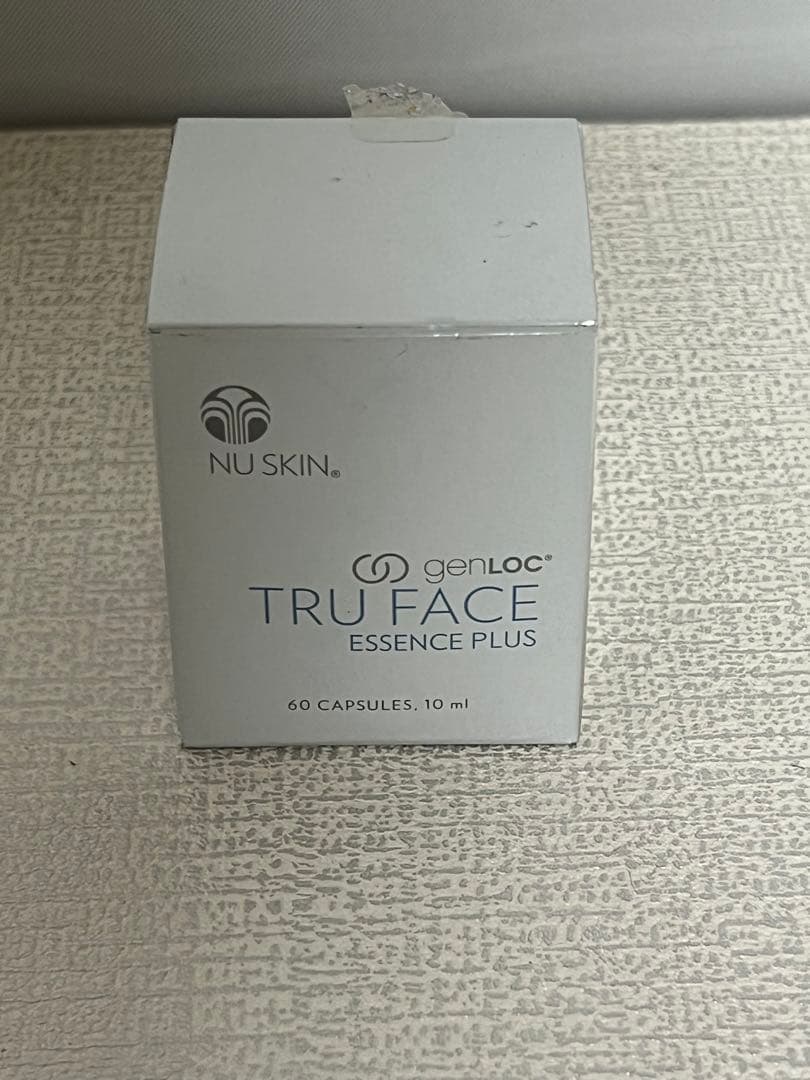 NU SKIN®
genLOC®
TRU FACE
ESSENCE PLUS
60 CAPSULES, 10 ml